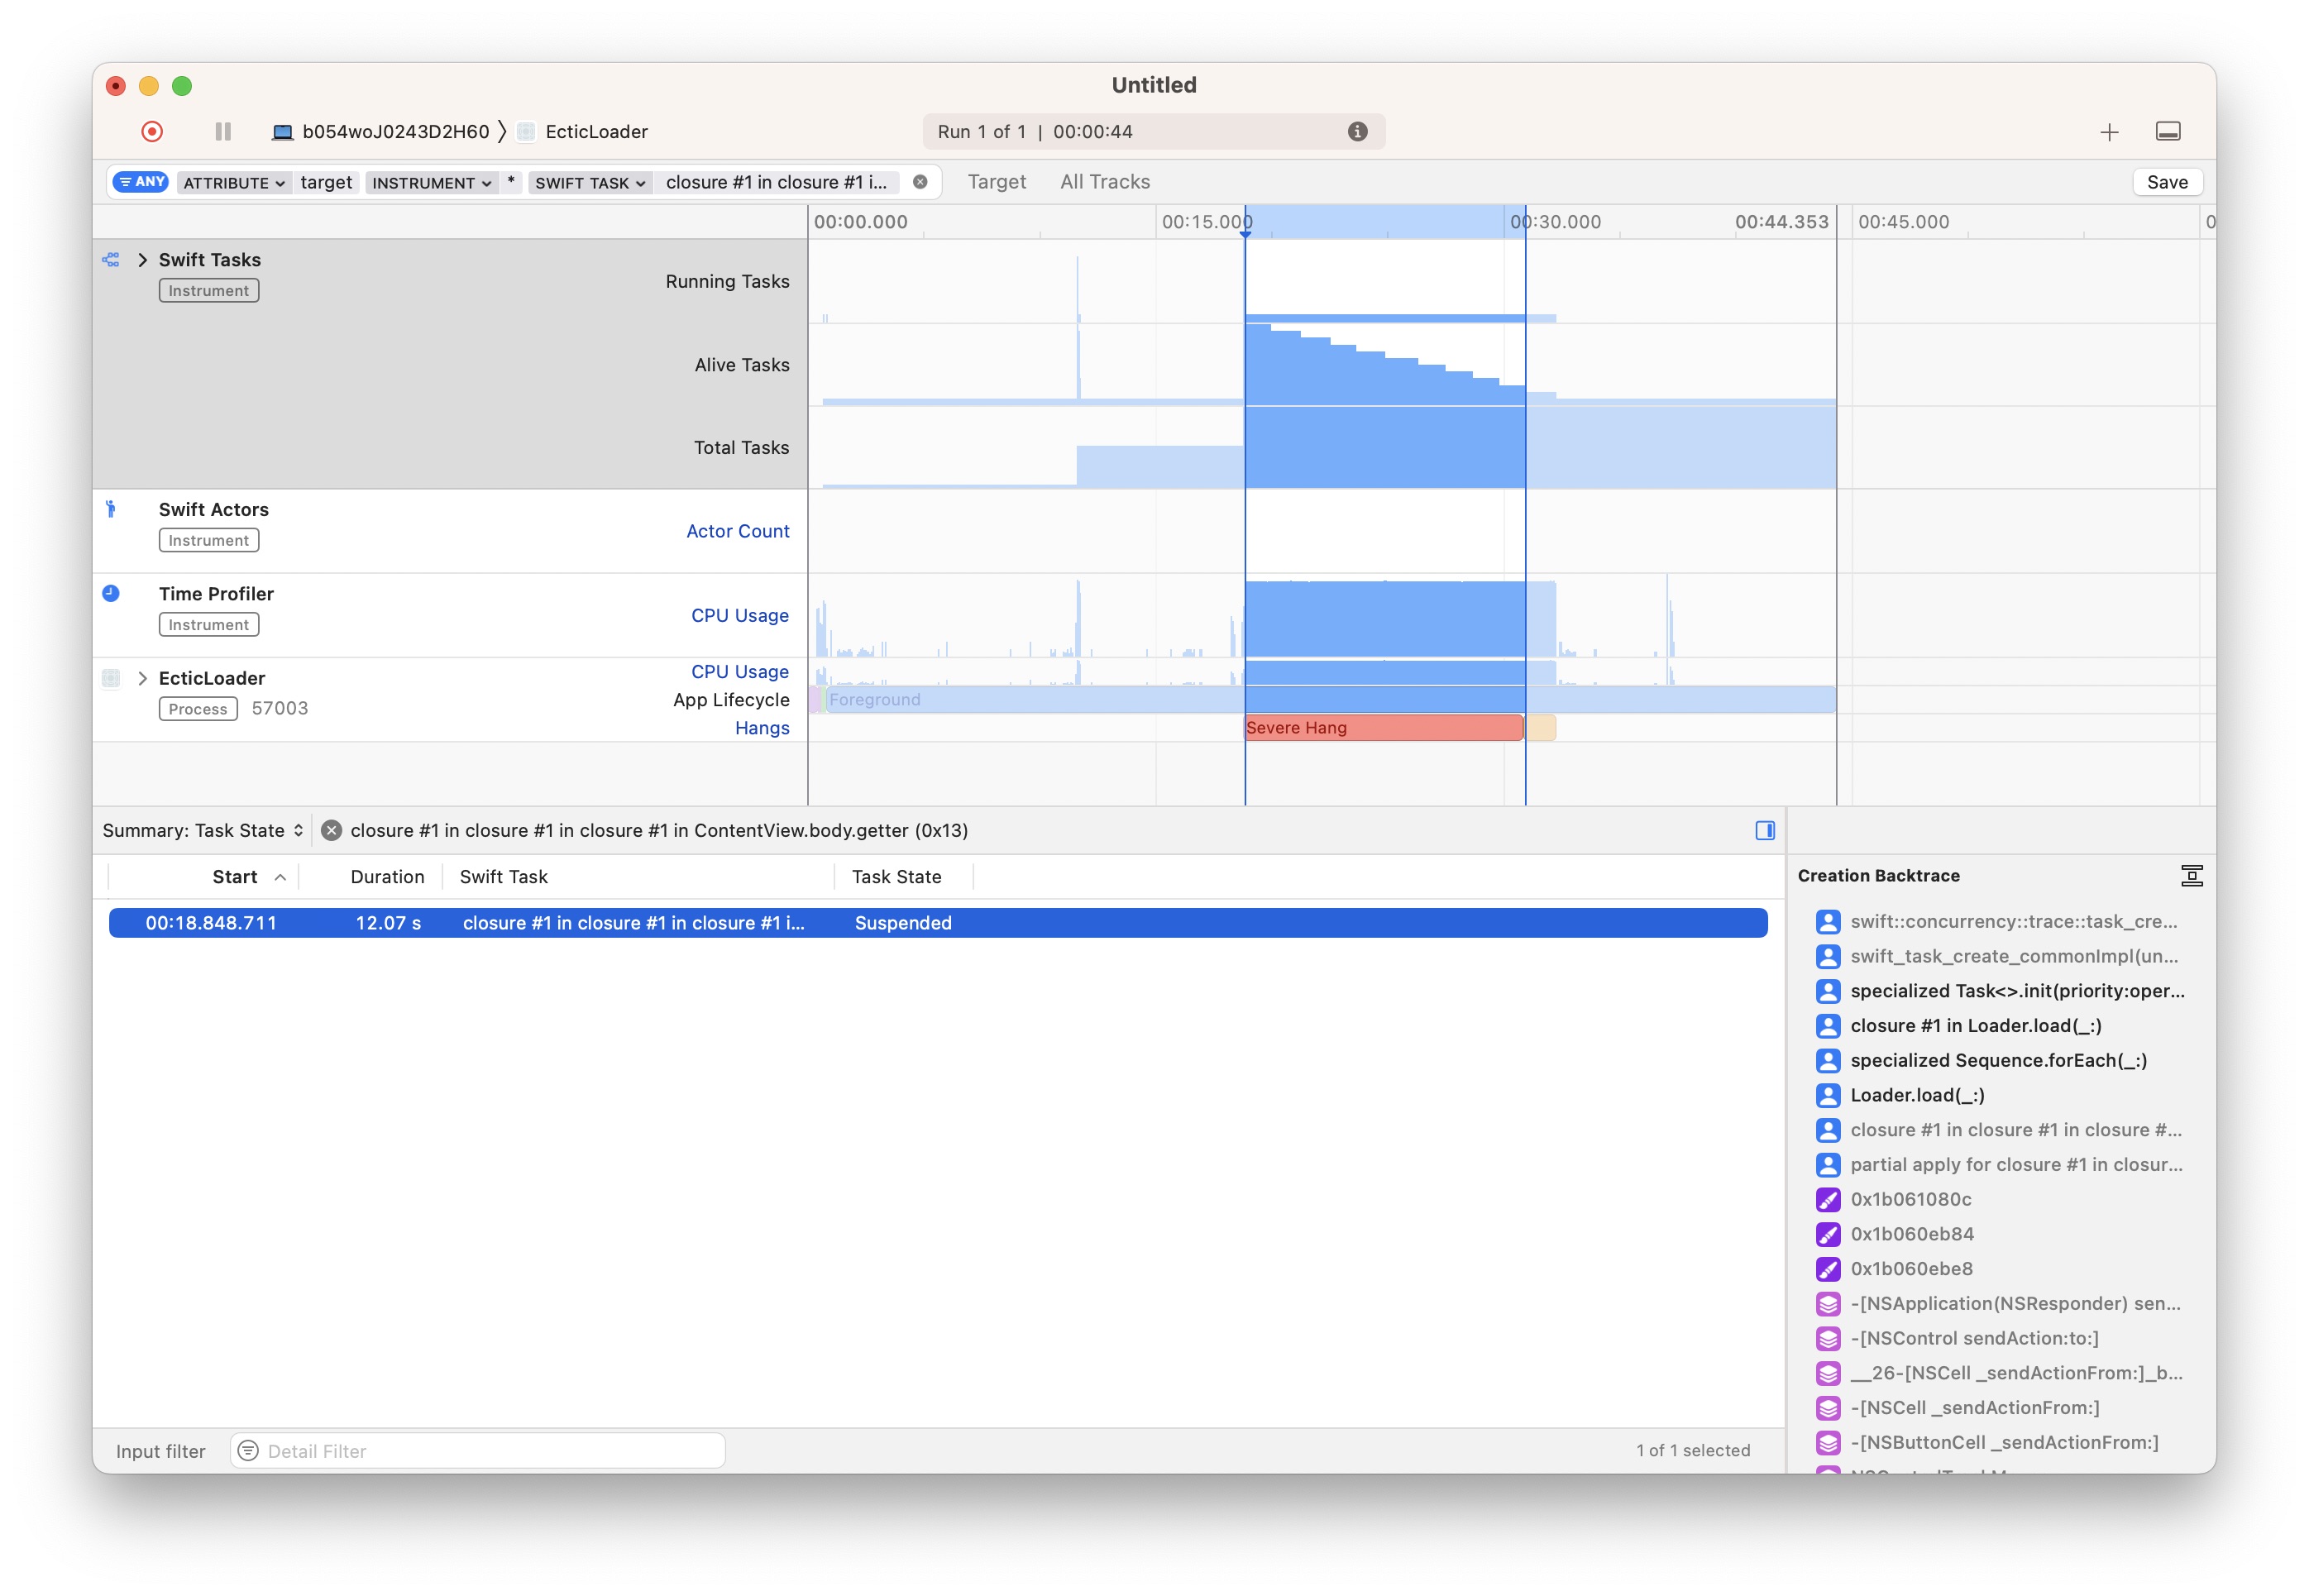 Untitled
b054woJ0243D2H60 〉 EcticLoader
Run 1 of 1 | 00:00:44
ANY ATTRIBUTE target INSTRUMENT * SWIFT TASK closure #1 in closure #1 i... Target All Tracks Save
00:00.000 00:15.000 00:30.000 00:44.353 00:45.000 0
Swift Tasks
Instrument
Running Tasks
Alive Tasks
Total Tasks
Swift Actors
Instrument
Actor Count
Time Profiler
Instrument
CPU Usage
EcticLoader
Process 57003
CPU Usage
App Lifecycle
Foreground
Hangs
Severe Hang
Summary: Task State closure #1 in closure #1 in closure #1 in ContentView.body.getter (0x13)
Start Duration Swift Task Task State
00:18.848.711 12.07 s closure #1 in closure #1 in closure #1 i... Suspended
Input filter Detail Filter 1 of 1 selected
Creation Backtrace
swift::concurrency::trace::task_cre...
swift_task_create_commonImpl(un...
specialized Task<>.init(priority:oper...
closure #1 in Loader.load(_:)
specialized Sequence.forEach(_:)
Loader.load(_:)
closure #1 in closure #1 in closure #...
partial apply for closure #1 in closur...
0x1b061080c
0x1b060eb84
0x1b060ebe8
-[NSApplication(NSResponder) sen...
-[NSControl sendAction:to:]
__26-[NSCell _sendActionFrom:]_b...
-[NSCell _sendActionFrom:]
-[NSButtonCell _sendActionFrom:]